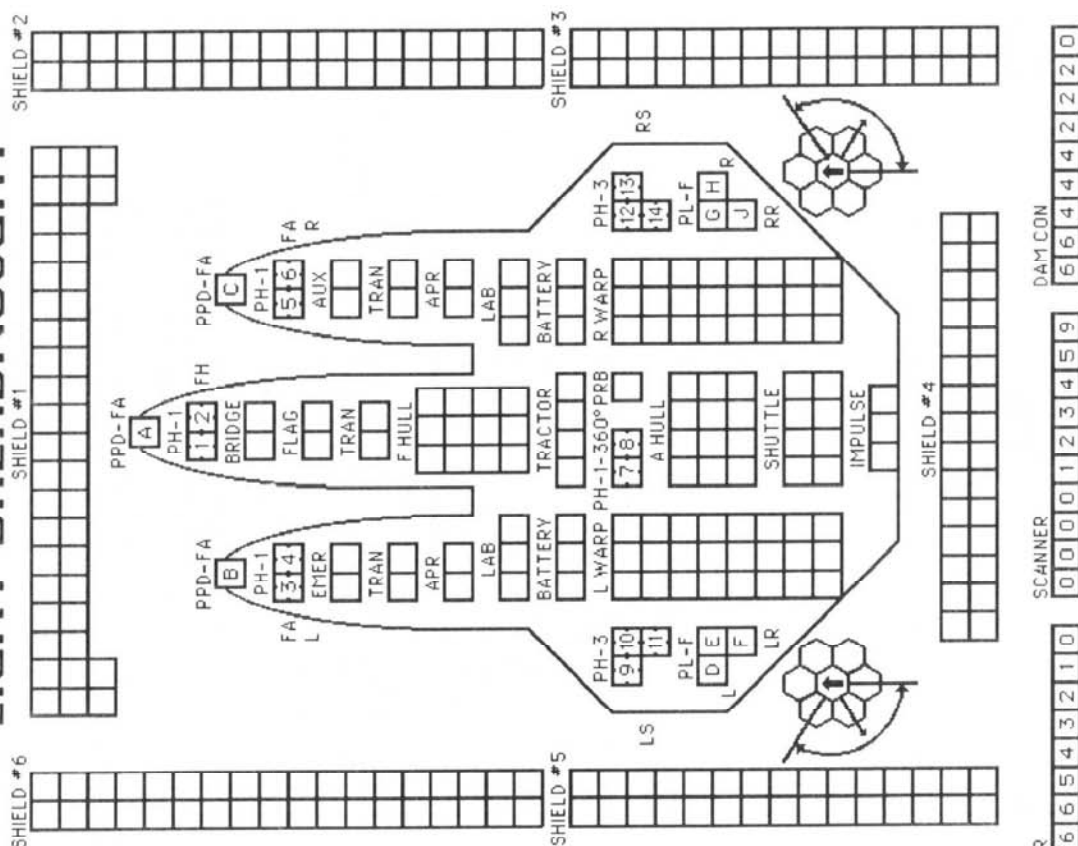 SHIELD #1
SHIELD #2
SHIELD #6
PPD-FA
A
PH-1
1 2
FH
BRIDGE
FLAG
TRAN
F HULL
PPD-FA
B
PH-1
3 4
FA
L
EMER
TRAN
APR
LAB
BATTERY
L WARP
PPD-FA
C
PH-1
5 6
FA
R
AUX
TRAN
APR
LAB
BATTERY
R WARP
TRACTOR
PH-1-360° PRB
7 8
A HULL
SHUTTLE
IMPULSE
SHIELD #5
SHIELD #3
LS
PH-3
9 10
11
PL-F
D E
F
L
LR
RS
PH-3
12 13
14
PL-F
G H
J
R
RR
SHIELD #4
R
6 6 5 4 3 2 1 0
SCANNER
0 0 0 0 1 2 3 4 5 9
DAM CON
6 6 4 4 4 2 2 2 0